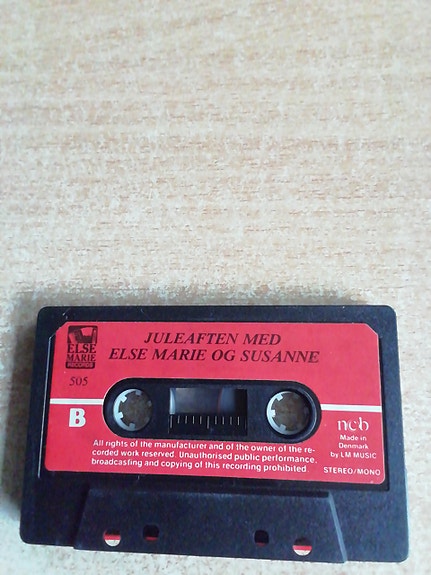 JULEAFTEN MED
ELSE MARIE OG SUSANNE
ELSE
MARIE
RECORDS
505
B
ncb
Made in
Denmark
by LM MUSIC
STEREO/MONO
All rights of the manufacturer and of the owner of the re-
corded work reserved. Unauthorised public performance,
broadcasting and copying of this recording prohibited.